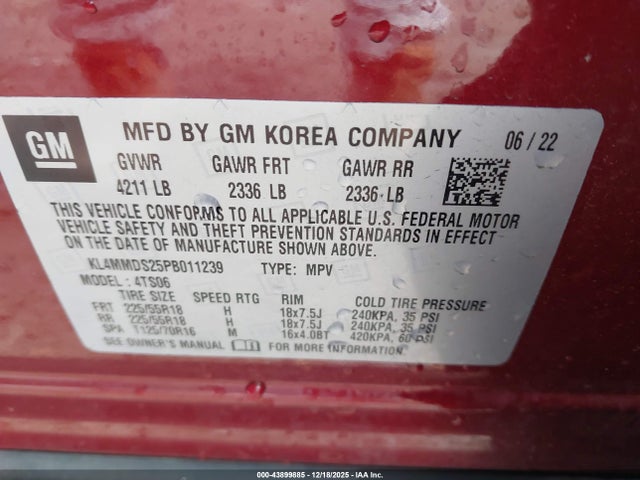 GM MFD BY GM KOREA COMPANY 06/22
GVWR GAWR FRT GAWR RR
4211 LB 2336 LB 2336 LB
THIS VEHICLE CONFORMS TO ALL APPLICABLE U.S. FEDERAL MOTOR
VEHICLE SAFETY AND THEFT PREVENTION STANDARDS IN EFFECT
ON THE DATE OF MANUFACTURE SHOWN ABOVE.
KL4MMDS25PB011239 TYPE: MPV
MODEL: 4TS06
TIRE SIZE SPEED RTG RIM COLD TIRE PRESSURE
FRT 225/55R18 H 18x7.5J 240KPA, 35 PSI
RR 225/55R18 H 18x7.5J 240KPA, 35 PSI
SPA T125/70R16 M 16x4.0BT 420KPA, 60 PSI
SEE OWNER'S MANUAL FOR MORE INFORMATION
000-43899885 | 12/18/2025 | IAA Inc.